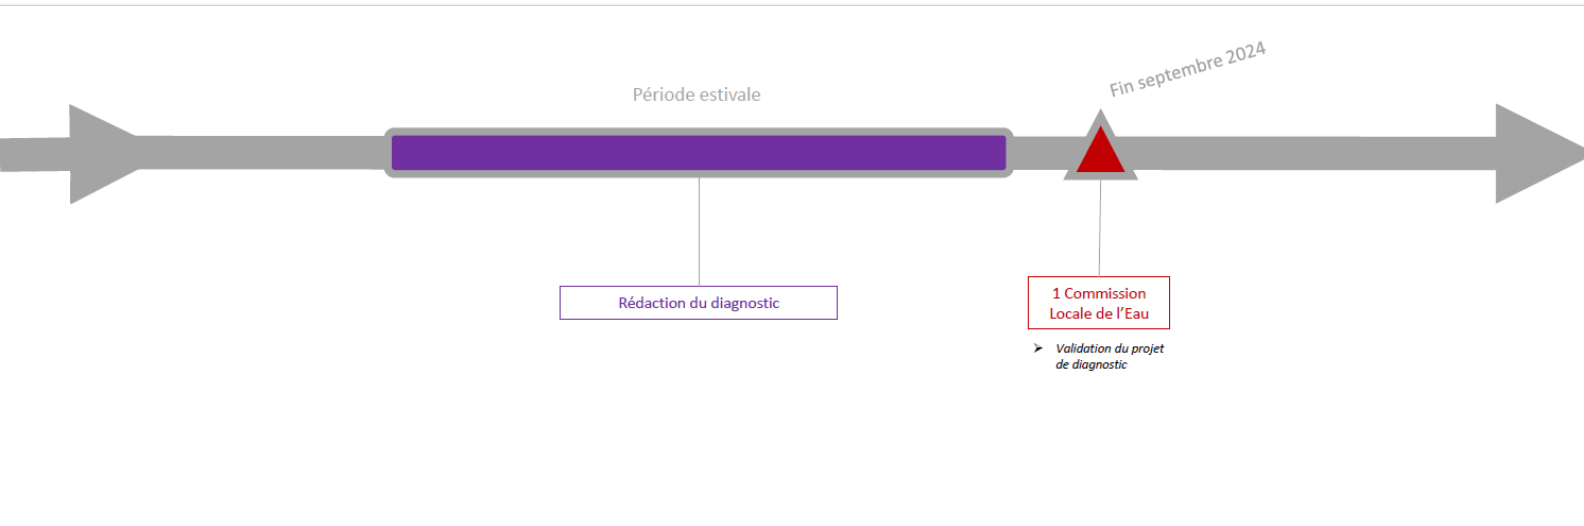 Fin septembre 2024
Période estivale
Rédaction du diagnostic
1 Commission
Locale de l’Eau
➢ Validation du projet
de diagnostic